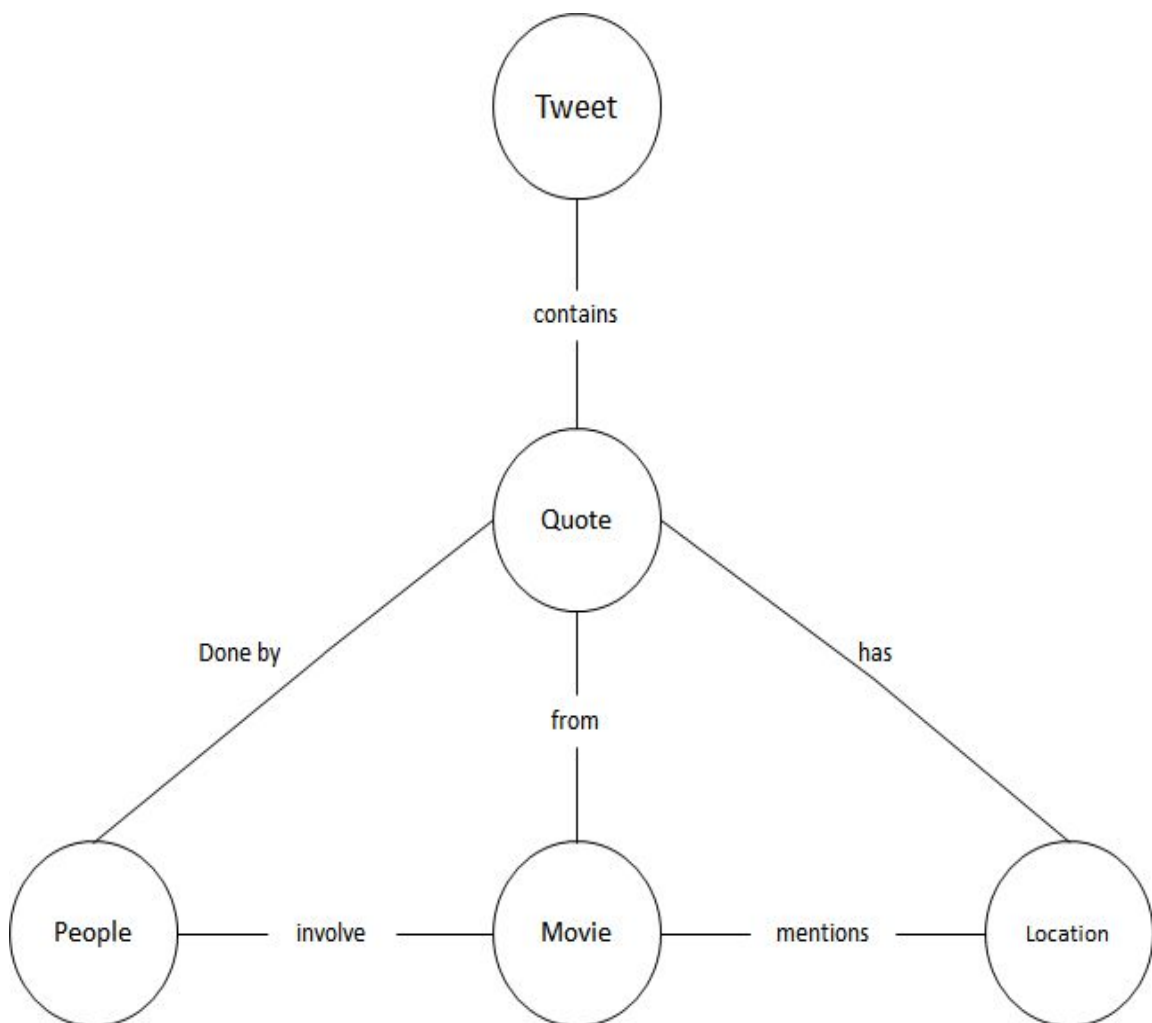 Tweet
contains
Quote
Done by
has
from
People
involve
Movie
mentions
Location